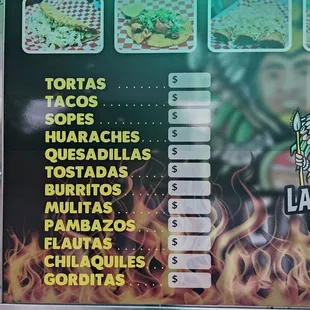 TORTAS ....... $
TACOS ........... $
SOPES ........... $
HUARACHES..... $
QUESADILLAS $
TOSTADAS..... $
BURRITOS ..... $
MULITAS ....... $
PAMBAZOS.... $
FLAUTAS ....... $
CHILAQUILES.. $
GORDITAS ..... $
LA